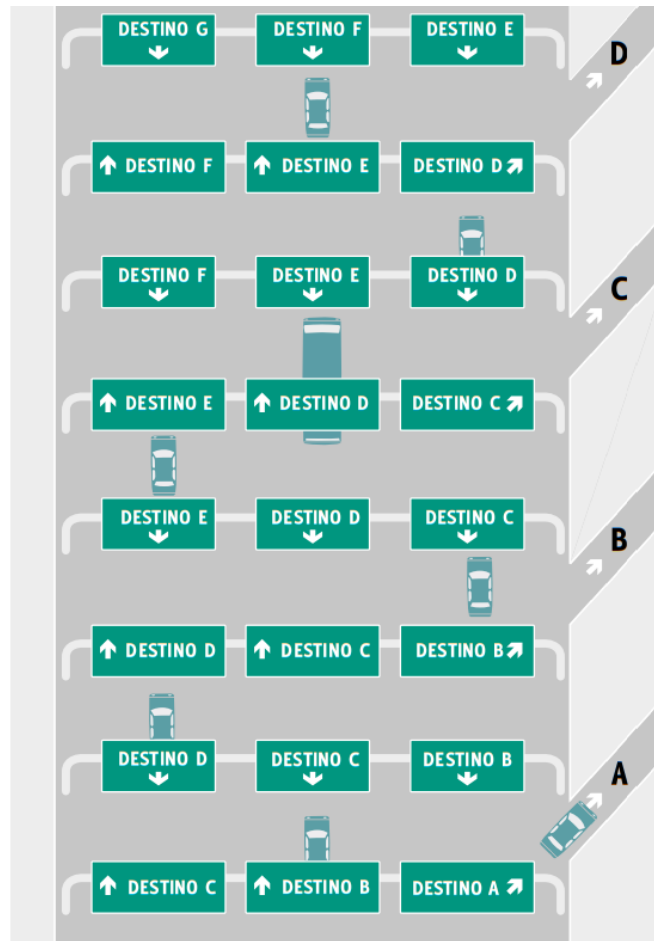 DESTINO G DESTINO F DESTINO E
D
DESTINO F DESTINO E DESTINO D
DESTINO F DESTINO E DESTINO D
C
DESTINO E DESTINO D DESTINO C
DESTINO E DESTINO D DESTINO C
B
DESTINO D DESTINO C DESTINO B
DESTINO D DESTINO C DESTINO B
A
DESTINO C DESTINO B DESTINO A